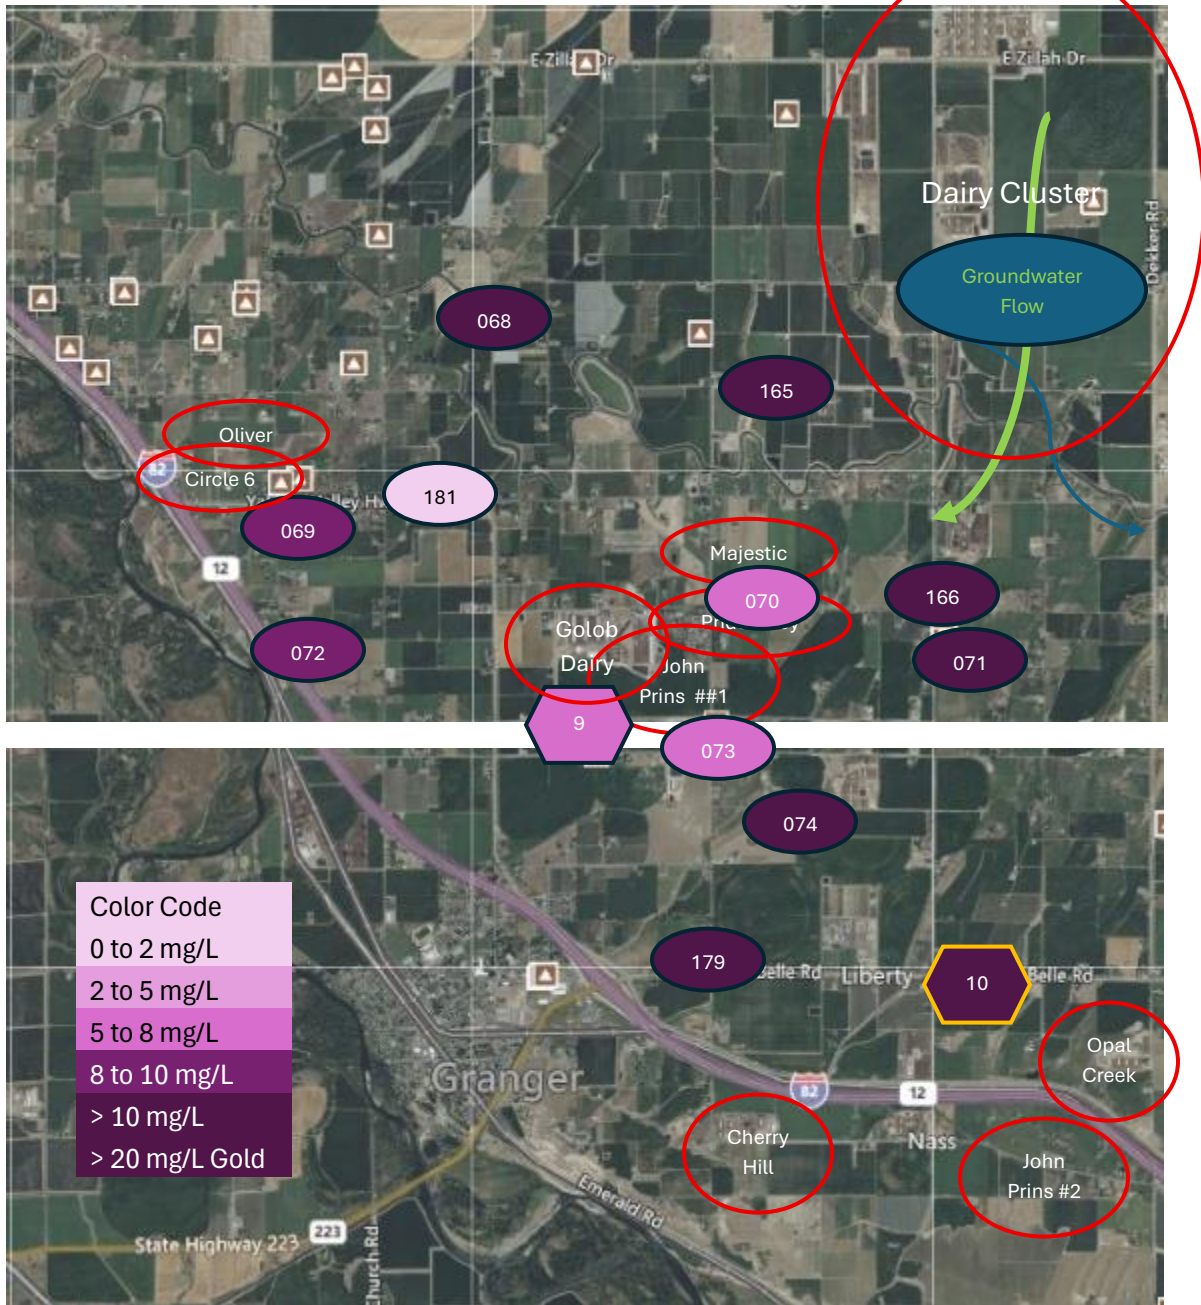 E Zillah Dr
E Zillah Dr
Dairy Cluster
Dekker Rd
Groundwater
Flow
068
165
Oliver
82
Circle 6
181
069
12
Majestic
070
166
Golob
Dairy
072
071
John
Prins ##1
9
073
074
Color Code
0 to 2 mg/L
2 to 5 mg/L
5 to 8 mg/L
8 to 10 mg/L
> 10 mg/L
> 20 mg/L Gold
179
Belle Rd
Liberty
10
Belle Rd
Opal
Creek
Granger
82
12
Cherry
Hill
Nass
John
Prins #2
Emerald Rd
223
State Highway 223
Church Rd